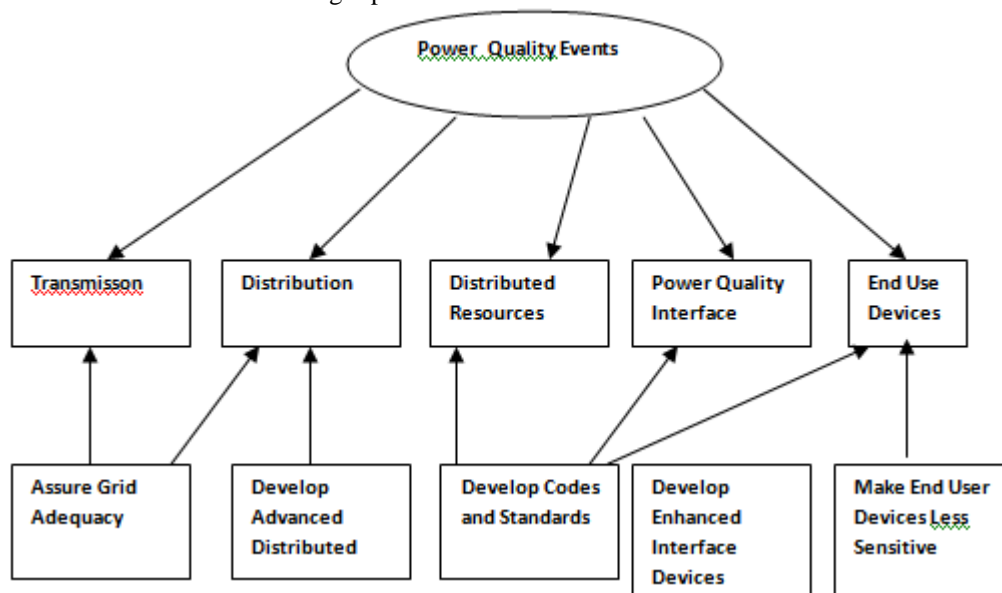 Power Quality Events
Transmisson
Distribution
Distributed
Resources
Power Quality
Interface
End Use
Devices
Assure Grid
Adequacy
Develop
Advanced
Distributed
Develop Codes
and Standards
Develop
Enhanced
Interface
Devices
Make End User
Devices Less
Sensitive